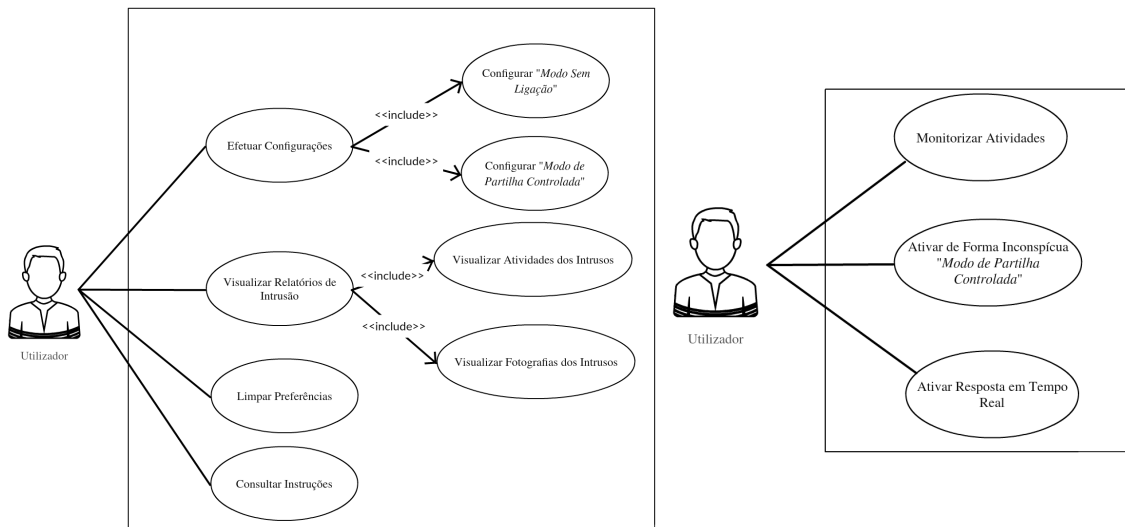 Configurar "Modo Sem
Ligação"
<<include>>
Efetuar Configurações
<<include>>
Configurar "Modo de
Partilha Controlada"
Visualizar Atividades dos Intrusos
<<include>>
Visualizar Relatórios de
Intrusão
<<include>>
Visualizar Fotografias dos Intrusos
Utilizador
Limpar Preferências
Consultar Instruções
Monitorizar Atividades
Ativar de Forma Inconspícua
"Modo de Partilha
Controlada"
Utilizador
Ativar Resposta em Tempo
Real